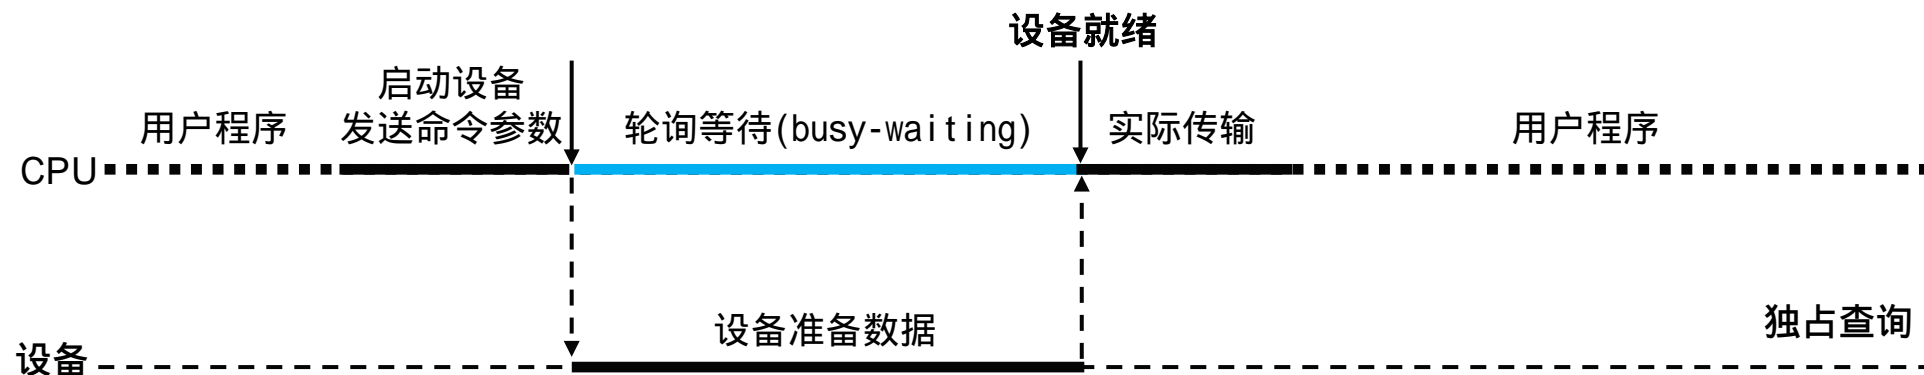 设备就绪
启动设备
用户程序
发送命令参数
轮询等待(busy-waiting)
实际传输
用户程序
CPU
独占查询
设备准备数据
设备